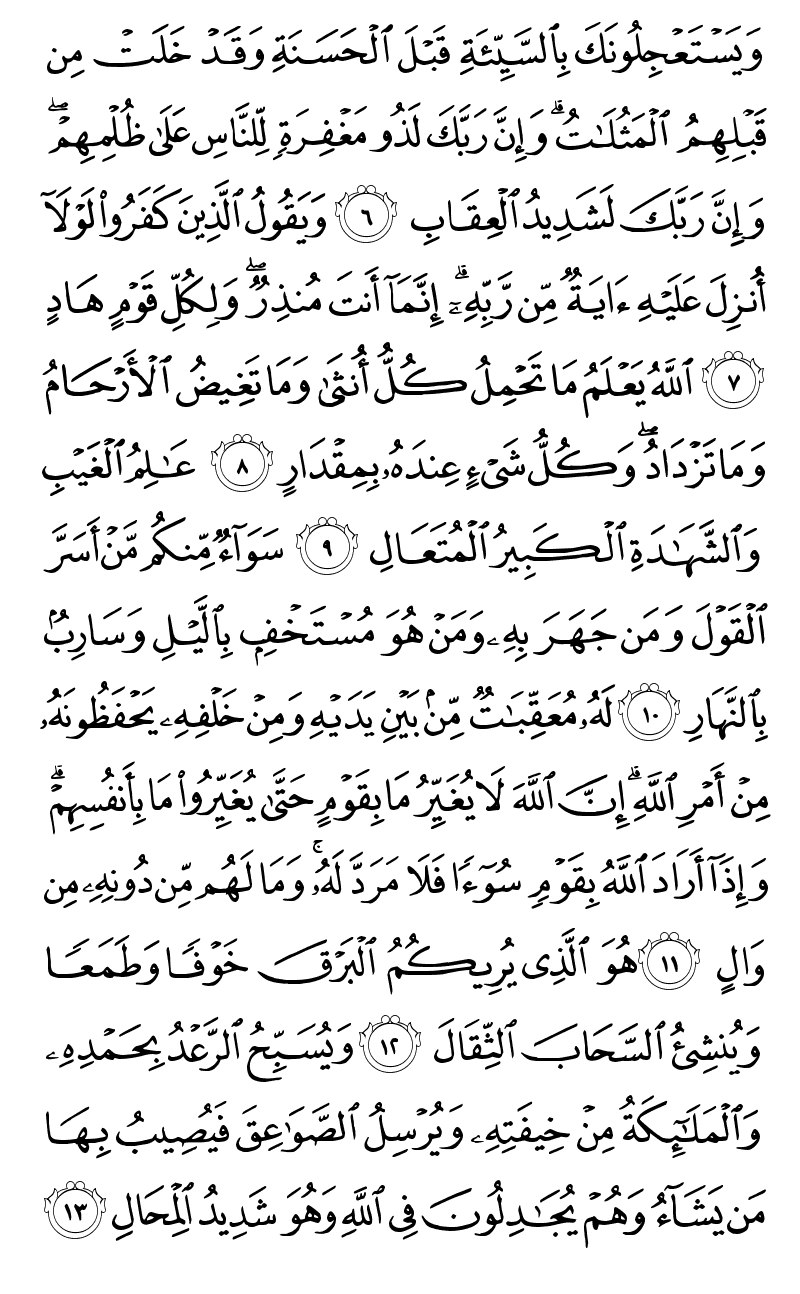 وَيَسۡتَعۡجِلُونَكَ بِٱلسَّيِّئَةِ قَبۡلَ ٱلۡحَسَنَةِ وَقَدۡ خَلَتۡ مِن
قَبۡلِهِمُ ٱلۡمَثُلَٰتُۗ وَإِنَّ رَبَّكَ لَذُو مَغۡفِرَةٖ لِّلنَّاسِ عَلَىٰ ظُلۡمِهِمۡۖ
وَإِنَّ رَبَّكَ لَشَدِيدُ ٱلۡعِقَابِ ٦ وَيَقُولُ ٱلَّذِينَ كَفَرُواْ لَوۡلَآ
أُنزِلَ عَلَيۡهِ ءَايَةٞ مِّن رَّبِّهِۦٓۗ إِنَّمَآ أَنتَ مُنذِرٞۖ وَلِكُلِّ قَوۡمٍ هَادٍ
٧ ٱللَّهُ يَعۡلَمُ مَا تَحۡمِلُ كُلُّ أُنثَىٰ وَمَا تَغِيضُ ٱلۡأَرۡحَامُ
وَمَا تَزۡدَادُۖ وَكُلُّ شَيۡءٍ عِندَهُۥ بِمِقۡدَارٍ ٨ عَٰلِمُ ٱلۡغَيۡبِ
وَٱلشَّهَٰدَةِ ٱلۡكَبِيرُ ٱلۡمُتَعَالِ ٩ سَوَآءٞ مِّنكُم مَّنۡ أَسَرَّ
ٱلۡقَوۡلَ وَمَن جَهَرَ بِهِۦ وَمَنۡ هُوَ مُسۡتَخۡفِۭ بِٱلَّيۡلِ وَسَارِبُۢ
بِٱلنَّهَارِ ١٠ لَهُۥ مُعَقِّبَٰتٞ مِّنۢ بَيۡنِ يَدَيۡهِ وَمِنۡ خَلۡفِهِۦ يَحۡفَظُونَهُۥ
مِنۡ أَمۡرِ ٱللَّهِۗ إِنَّ ٱللَّهَ لَا يُغَيِّرُ مَا بِقَوۡمٍ حَتَّىٰ يُغَيِّرُواْ مَا بِأَنفُسِهِمۡۗ
وَإِذَآ أَرَادَ ٱللَّهُ بِقَوۡمٖ سُوٓءٗا فَلَا مَرَدَّ لَهُۥۚ وَمَا لَهُم مِّن دُونِهِۦ مِن
وَالٍ ١١ هُوَ ٱلَّذِي يُرِيكُمُ ٱلۡبَرۡقَ خَوۡفٗا وَطَمَعٗا
وَيُنشِئُ ٱلسَّحَابَ ٱلثِّقَالَ ١٢ وَيُسَبِّحُ ٱلرَّعۡدُ بِحَمۡدِهِۦ
وَٱلۡمَلَٰٓئِكَةُ مِنۡ خِيفَتِهِۦ وَيُرۡسِلُ ٱلصَّوَٰعِقَ فَيُصِيبُ بِهَا
مَن يَشَآءُ وَهُمۡ يُجَٰدِلُونَ فِي ٱللَّهِ وَهُوَ شَدِيدُ ٱلۡمِحَالِ ١٣